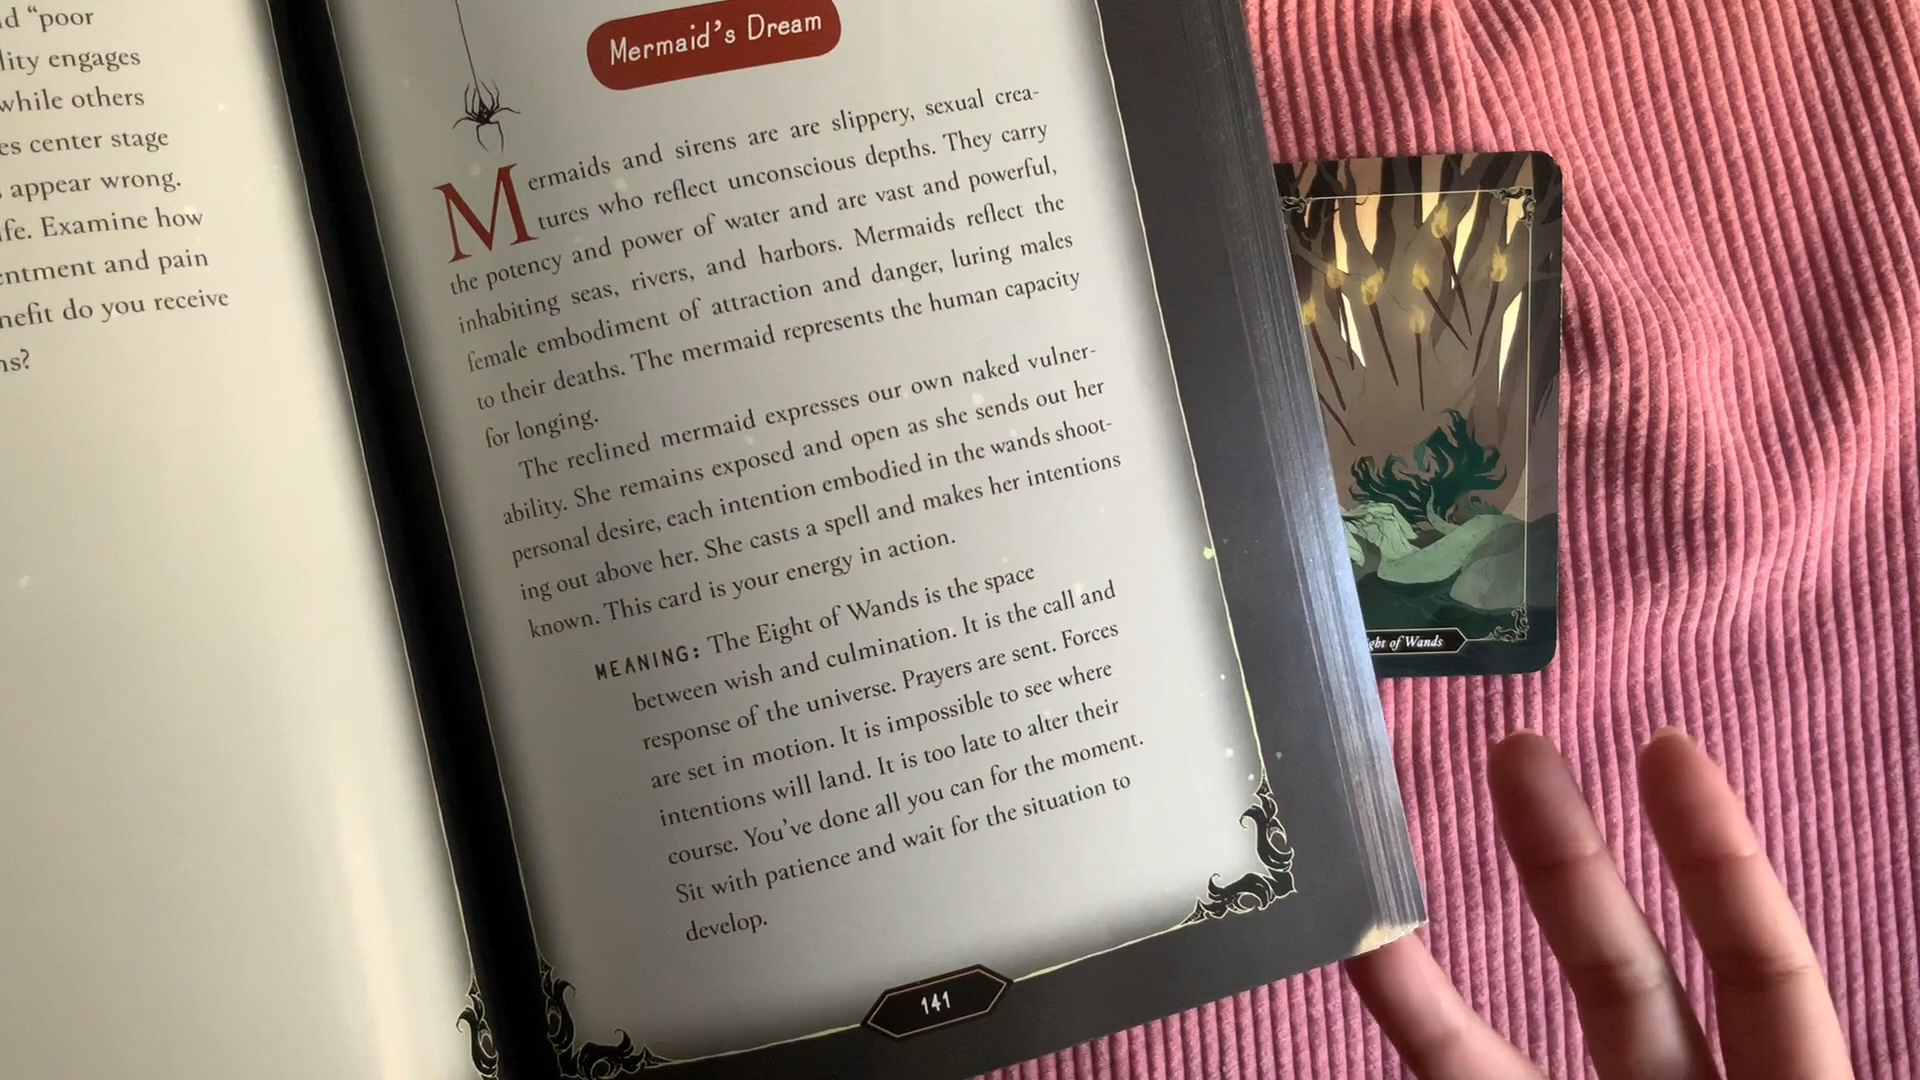 d “poor
lity engages
while others
es center stage
s appear wrong.
ife. Examine how
entment and pain
nefit do you receive
ns?
Mermaid’s Dream
Mermaids and sirens are are slippery, sexual crea-
tures who reflect unconscious depths. They carry
the potency and power of water and are vast and powerful,
inhabiting seas, rivers, and harbors. Mermaids reflect the
female embodiment of attraction and danger, luring males
to their deaths. The mermaid represents the human capacity
for longing.
The reclined mermaid expresses our own naked vulner-
ability. She remains exposed and open as she sends out her
personal desire, each intention embodied in the wands shoot-
ing out above her. She casts a spell and makes her intentions
known. This card is your energy in action.
MEANING: The Eight of Wands is the space
between wish and culmination. It is the call and
response of the universe. Prayers are sent. Forces
are set in motion. It is impossible to see where
intentions will land. It is too late to alter their
course. You’ve done all you can for the moment.
Sit with patience and wait for the situation to
develop.
141
ght of Wands